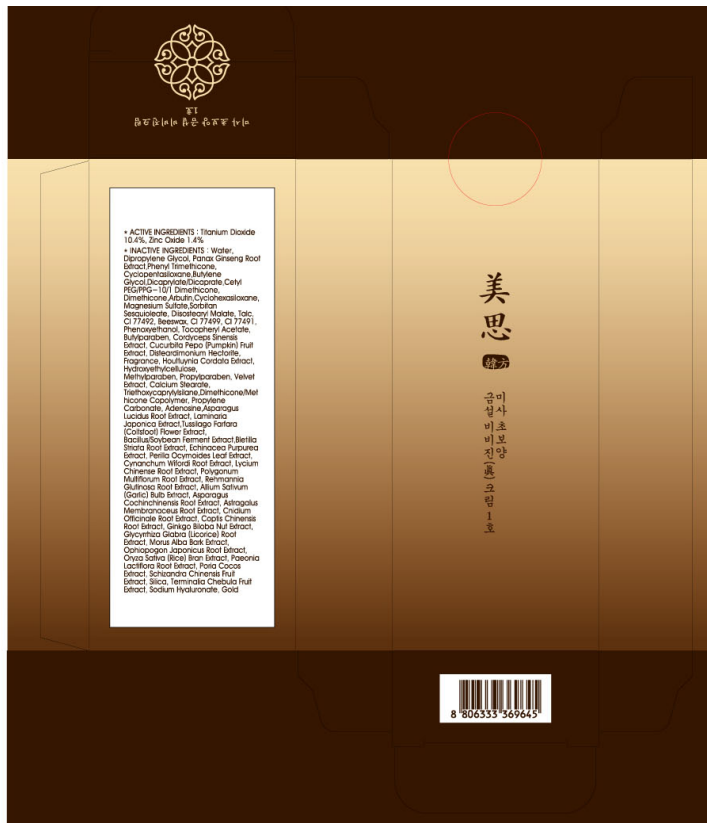 * ACTIVE INGREDIENTS : Titanium Dioxide
10.4%, Zinc Oxide 1.4%
* INACTIVE INGREDIENTS : Water,
Dipropylene Glycol, Panax Ginseng Root
Extract,Phenyl Trimethicone,
Cyclopentasiloxane,Butylene
Glycol,Dicaprylate/Dicaprate,Cetyl
PEG/PPG-10/1 Dimethicone,
Dimethicone,Arbutin,Cyclohexasiloxane,
Magnesium Sulfate,Sorbitan
Sesquioleate, Diisostearyl Malate, Talc.
CI 77492, Beeswax, CI 77499, CI 77491,
Phenoxyethanol, Tocopheryl Acetate,
Butylparaben, Cordyceps Sinensis
Extract, Cucurbita Pepo (Pumpkin) Fruit
Extract, Disteardimonium Hectorite,
Fragrance, Houttuynia Cordata Extract,
Hydroxyethylcellulose,
Methylparaben, Propylparaben, Velvet
Extract, Calcium Stearate,
Triethoxycaprylylsilane,Dimethicone/Met
hicone Copolymer, Propylene
Carbonate, Adenosine,Asparagus
Lucidus Root Extract, Laminaria
Japonica Extract,Tussilago Farfara
(Coltsfoot) Flower Extract,
Bacillus/Soybean Ferment Extract,Bletilla
Striata Root Extract, Echinacea Purpurea
Extract, Perilla Ocymoides Leaf Extract,
Cynanchum Wilfordi Root Extract, Lycium
Chinense Root Extract, Polygonum
Multiflorum Root Extract, Rehmannia
Glutinosa Root Extract, Allium Sativum
(Garlic) Bulb Extract, Asparagus
Cochinchinensis Root Extract, Astragalus
Membranaceus Root Extract, Cnidium
Officinale Root Extract, Coptis Chinensis
Root Extract, Ginkgo Biloba Nut Extract,
Glycyrrhiza Glabra (Licorice) Root
Extract, Morus Alba Bark Extract,
Ophiopogon Japonicus Root Extract,
Oryza Sativa (Rice) Bran Extract, Paeonia
Lactiflora Root Extract, Poria Cocos
Extract, Schizandra Chinensis Fruit
Extract, Silica, Terminalia Chebula Fruit
Extract, Sodium Hyaluronate, Gold
美思
韓方
미사 초보양
금설 비비진(眞)크림 1호
8 806333 369645